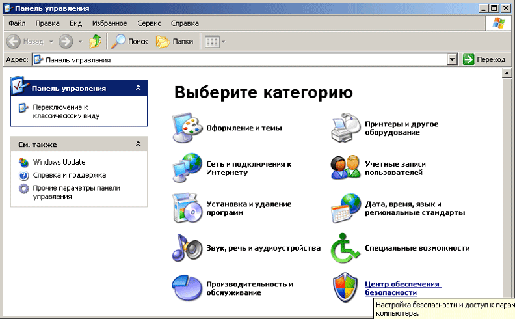 Панель управления
Файл Правка Вид Избранное Сервис Справка
Назад Поиск Папки
Адрес: Панель управления Переход
Панель управления
Переключение к
классическому виду
См. также
Windows Update
Справка и поддержка
Прочие параметры панели
управления
Выберите категорию
Оформление и темы
Принтеры и другое
оборудование
Сеть и подключения к
Интернету
Учетные записи
пользователей
Установка и удаление
программ
Дата, время, язык и
региональные стандарты
Звук, речь и аудиоустройства
Специальные возможности
Производительность и
обслуживание
Центр обеспечения
безопасности
Настройка безопасности и доступ к парам
компьютера.